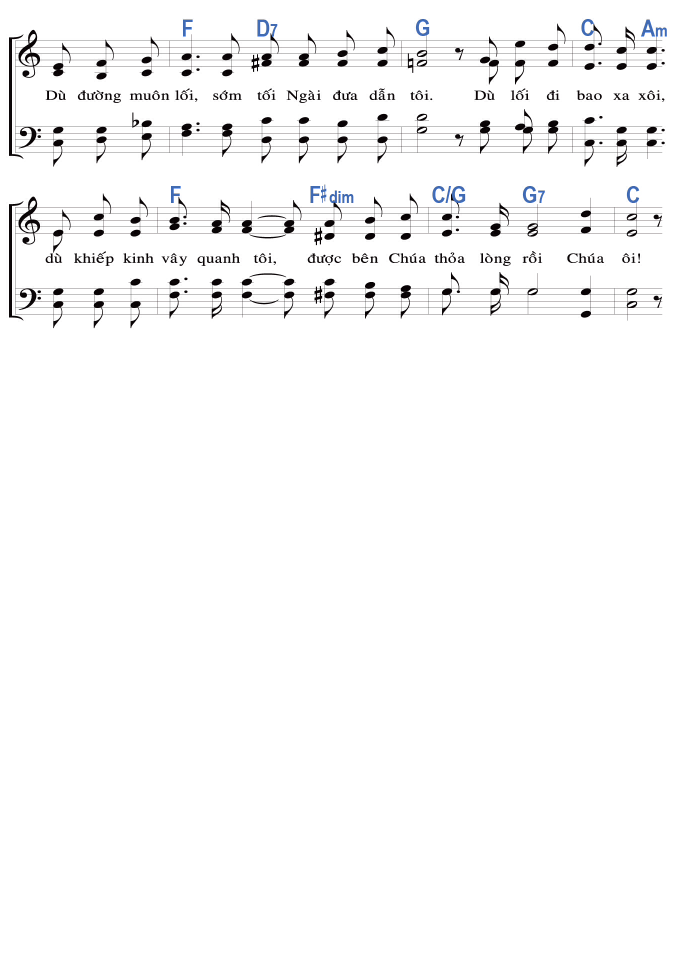 F D7 G C Am
Dù đường muôn lối, sớm tối Ngài đưa dẫn tôi. Dù lối đi bao xa xôi,
F F#dim C/G G7 C
dù khiếp kinh vây quanh tôi, được bên Chúa thỏa lòng rồi Chúa ôi!